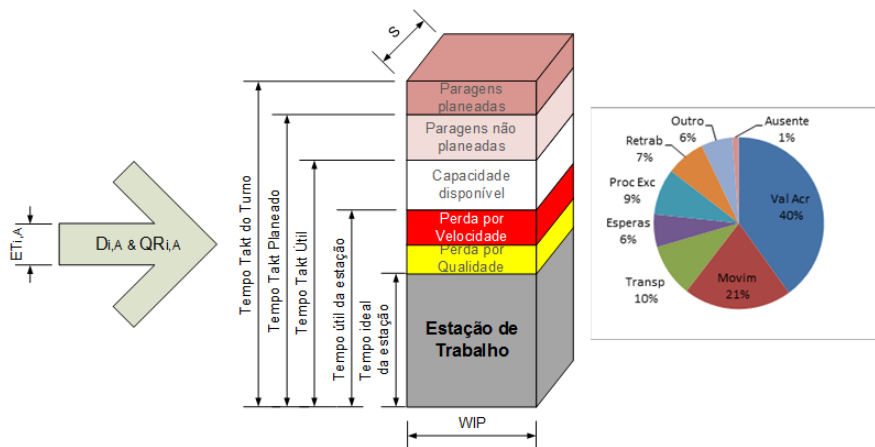 S
Paragens
planeadas
Paragens não
planeadas
Capacidade
disponível
Perda por
Velocidade
Perda por
Qualidade
Estação de
Trabalho
WIP
ETi,A
Di,A & QRi,A
Tempo Takt do Turno
Tempo Takt Planeado
Tempo Takt Útil
Tempo útil da estação
Tempo ideal
da estação
Outro
6%
Ausente
1%
Retrab
7%
Proc Exc
9%
Esperas
6%
Transp
10%
Movim
21%
Val Acr
40%